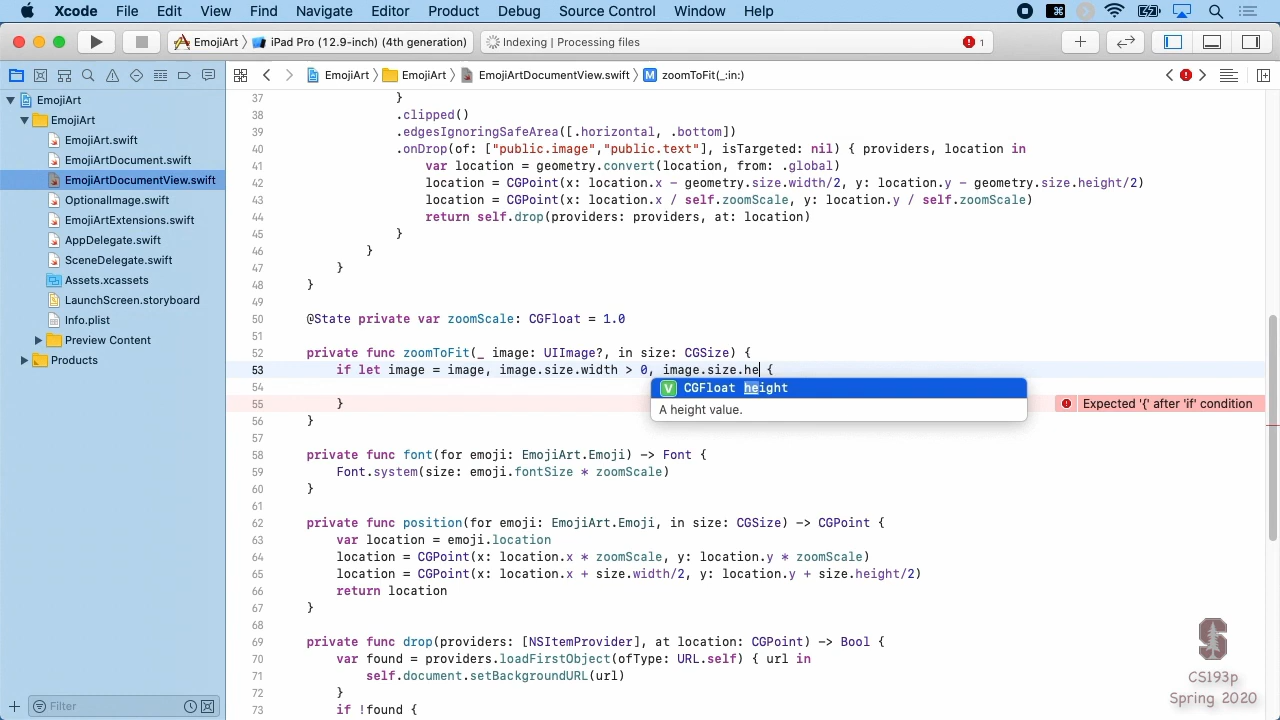 Xcode File Edit View Find Navigate Editor Product Debug Source Control Window Help
EmojiArt iPad Pro (12.9-inch) (4th generation) Indexing | Processing files 1
EmojiArt EmojiArt EmojiArtDocumentView.swift M zoomToFit(_:in:)
EmojiArt
EmojiArt
EmojiArt.swift
EmojiArtDocument.swift
EmojiArtDocumentView.swift
OptionalImage.swift
EmojiArtExtensions.swift
AppDelegate.swift
SceneDelegate.swift
Assets.xcassets
LaunchScreen.storyboard
Info.plist
Preview Content
Products
Filter
37 }
38 .clipped()
39 .edgesIgnoringSafeArea([.horizontal, .bottom])
40 .onDrop(of: ["public.image","public.text"], isTargeted: nil) { providers, location in
41 var location = geometry.convert(location, from: .global)
42 location = CGPoint(x: location.x - geometry.size.width/2, y: location.y - geometry.size.height/2)
43 location = CGPoint(x: location.x / self.zoomScale, y: location.y / self.zoomScale)
44 return self.drop(providers: providers, at: location)
45 }
46 }
47 }
48 }
49
50 @State private var zoomScale: CGFloat = 1.0
51
52 private func zoomToFit(_ image: UIImage?, in size: CGSize) {
53 if let image = image, image.size.width > 0, image.size.he {
54 V CGFloat height
55 } Expected '{' after 'if' condition
A height value.
56 }
57
58 private func font(for emoji: EmojiArt.Emoji) -> Font {
59 Font.system(size: emoji.fontSize * zoomScale)
60 }
61
62 private func position(for emoji: EmojiArt.Emoji, in size: CGSize) -> CGPoint {
63 var location = emoji.location
64 location = CGPoint(x: location.x * zoomScale, y: location.y * zoomScale)
65 location = CGPoint(x: location.x + size.width/2, y: location.y + size.height/2)
66 return location
67 }
68
69 private func drop(providers: [NSItemProvider], at location: CGPoint) -> Bool {
70 var found = providers.loadFirstObject(ofType: URL.self) { url in
71 self.document.setBackgroundURL(url)
72 }
73 if !found {
CS193p
Spring 2020